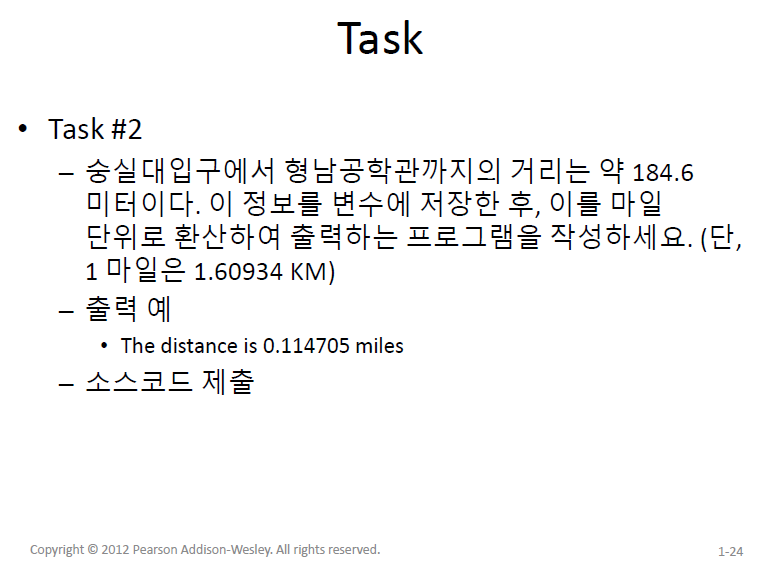 Task
• Task #2
– 숭실대입구에서 형남공학관까지의 거리는 약 184.6
미터이다. 이 정보를 변수에 저장한 후, 이를 마일
단위로 환산하여 출력하는 프로그램을 작성하세요. (단,
1 마일은 1.60934 KM)
– 출력 예
• The distance is 0.114705 miles
– 소스코드 제출
Copyright © 2012 Pearson Addison-Wesley. All rights reserved.
1-24